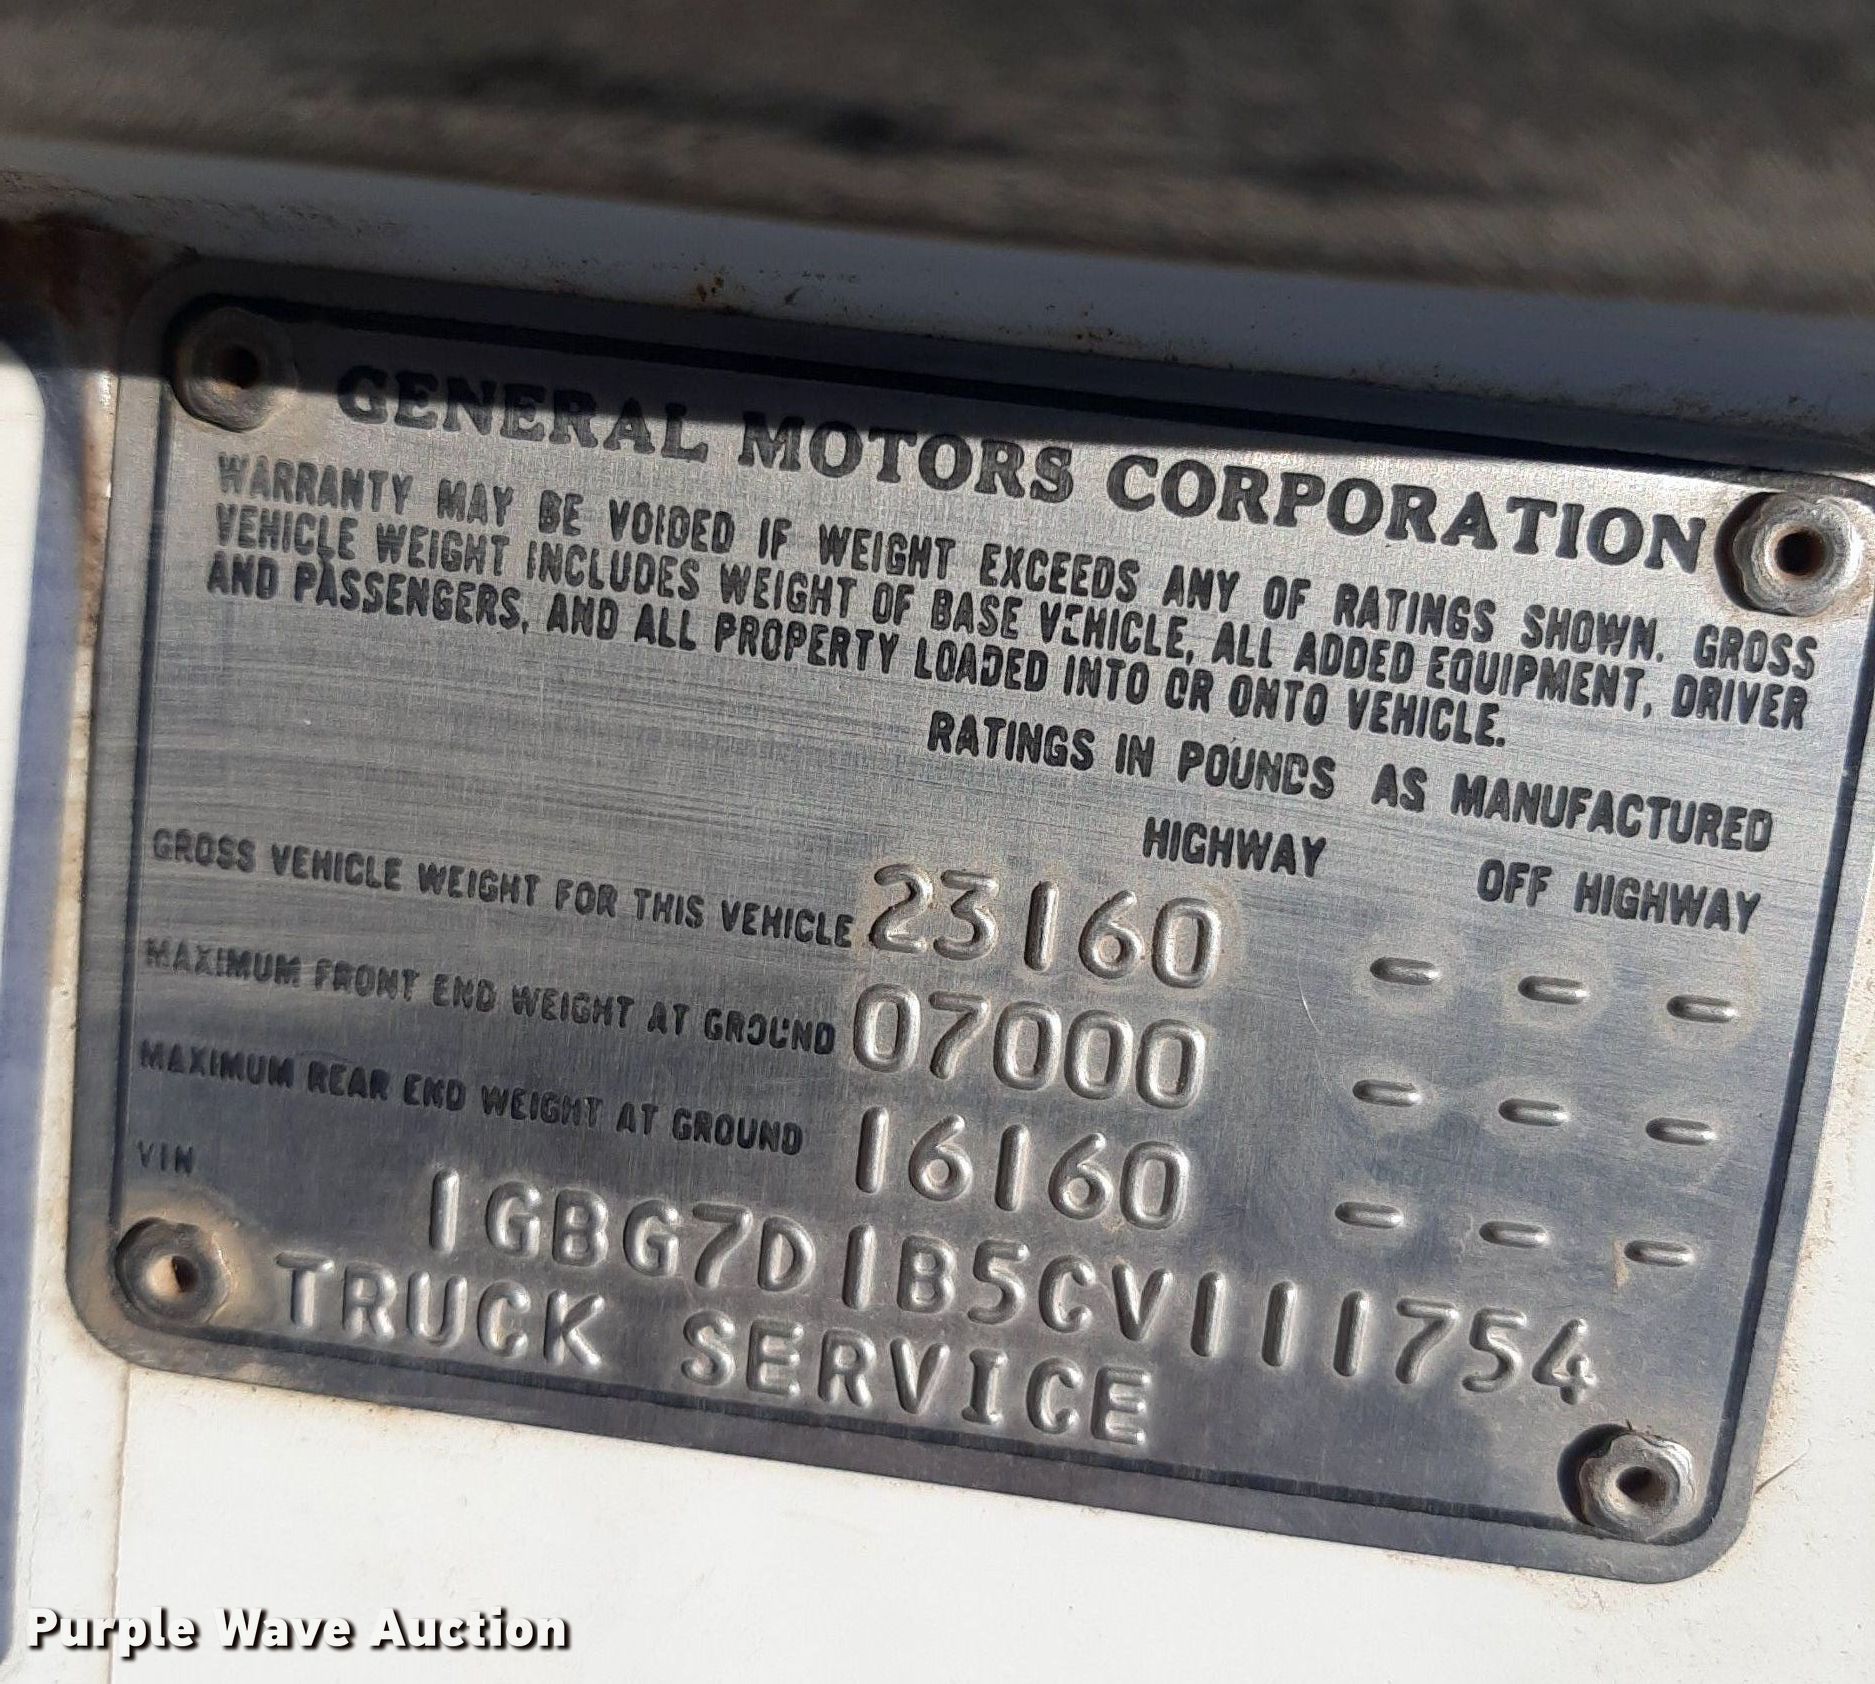 GENERAL MOTORS CORPORATION
WARRANTY MAY BE VOIDED IF WEIGHT EXCEEDS ANY OF RATINGS SHOWN. GROSS
VEHICLE WEIGHT INCLUDES WEIGHT OF BASE VEHICLE, ALL ADDED EQUIPMENT, DRIVER
AND PASSENGERS, AND ALL PROPERTY LOADED INTO OR ONTO VEHICLE.
RATINGS IN POUNDS AS MANUFACTURED
HIGHWAY OFF HIGHWAY
GROSS VEHICLE WEIGHT FOR THIS VEHICLE 23160 - - -
MAXIMUM FRONT END WEIGHT AT GROUND 07000 - - -
MAXIMUM REAR END WEIGHT AT GROUND 16160 - - -
VIN 1GBG7D1B5CV111754
TRUCK SERVICE
Purple Wave Auction